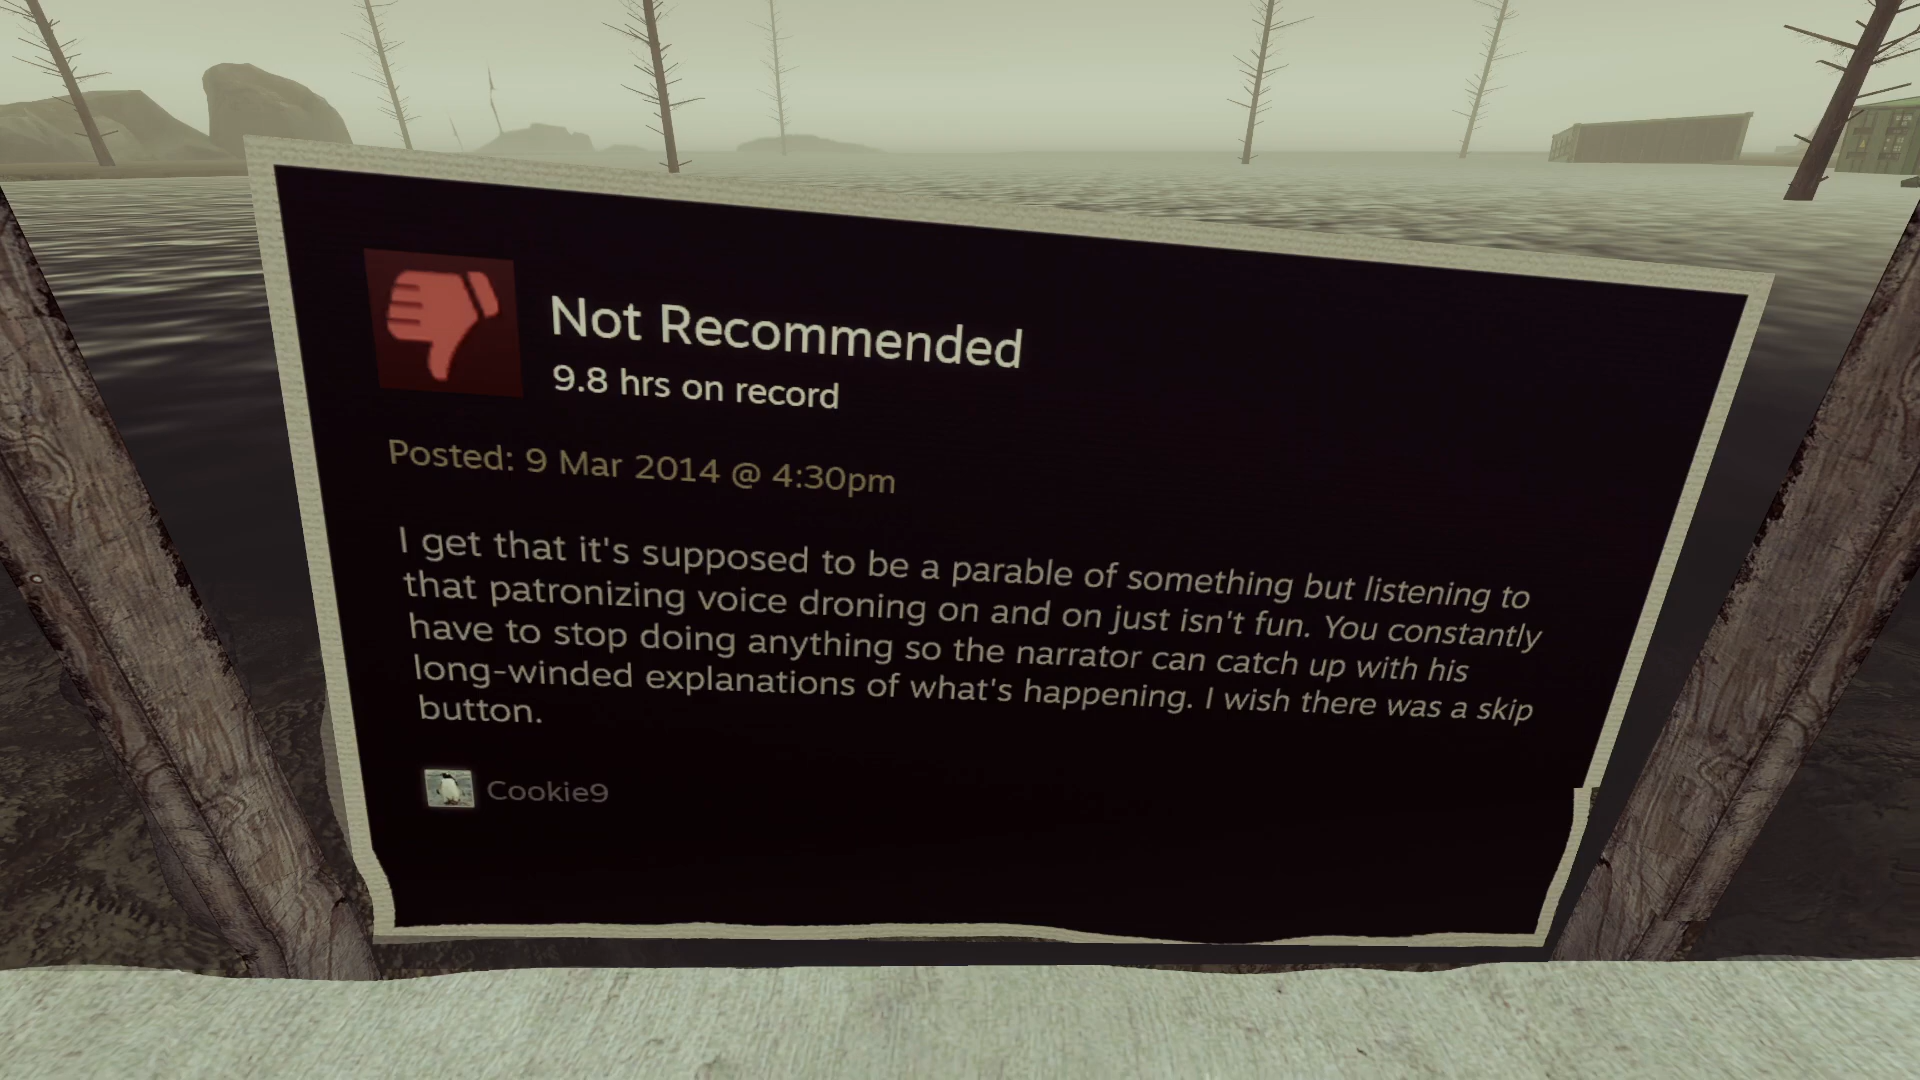 Not Recommended
9.8 hrs on record
Posted: 9 Mar 2014 @ 4:30pm
I get that it's supposed to be a parable of something but listening to
that patronizing voice droning on and on just isn't fun. You constantly
have to stop doing anything so the narrator can catch up with his
long-winded explanations of what's happening. I wish there was a skip
button.
Cookie9